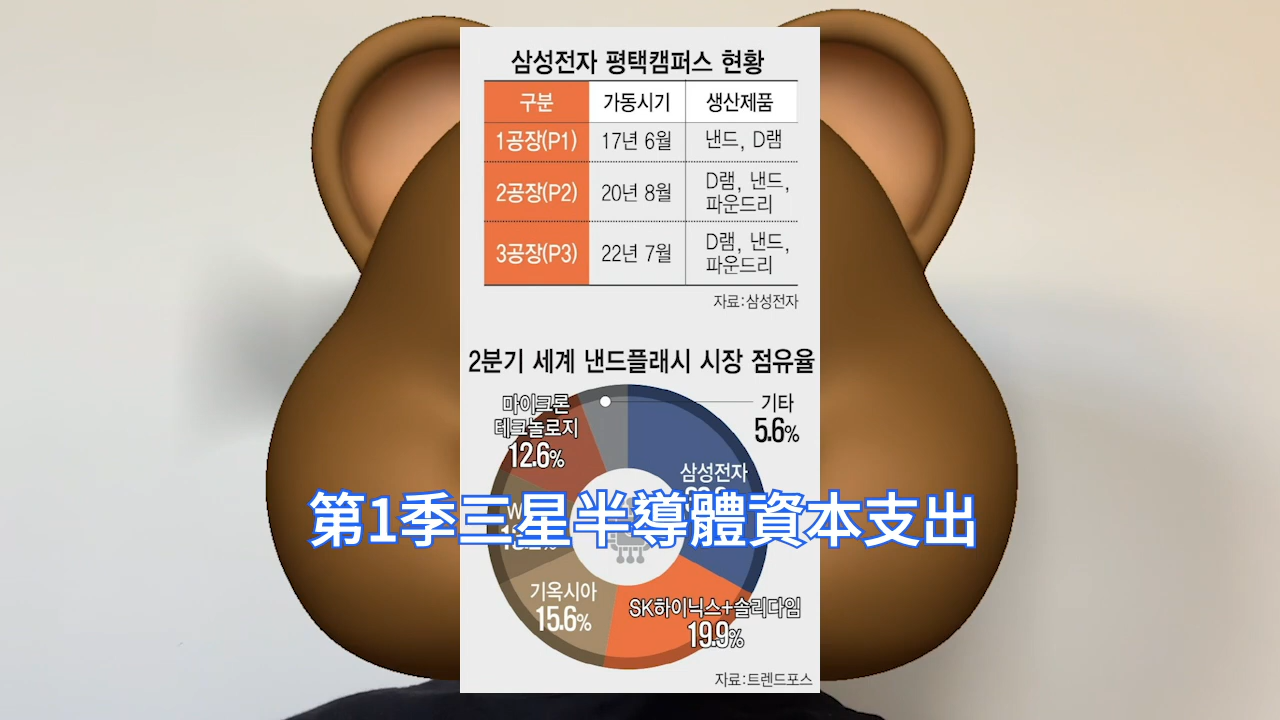 삼성전자 평택캠퍼스 현황
구분 가동시기 생산제품
1공장(P1) 17년 6월 낸드, D램
2공장(P2) 20년 8월 D램, 낸드, 파운드리
3공장(P3) 22년 7월 D램, 낸드, 파운드리
자료:삼성전자
2분기 세계 낸드플래시 시장 점유율
마이크론
테크놀로지
12.6%
기타
5.6%
삼성전자
第1季三星半導體資本支出
기옥시아
15.6%
SK하이닉스+솔리다임
19.9%
자료:트렌드포스